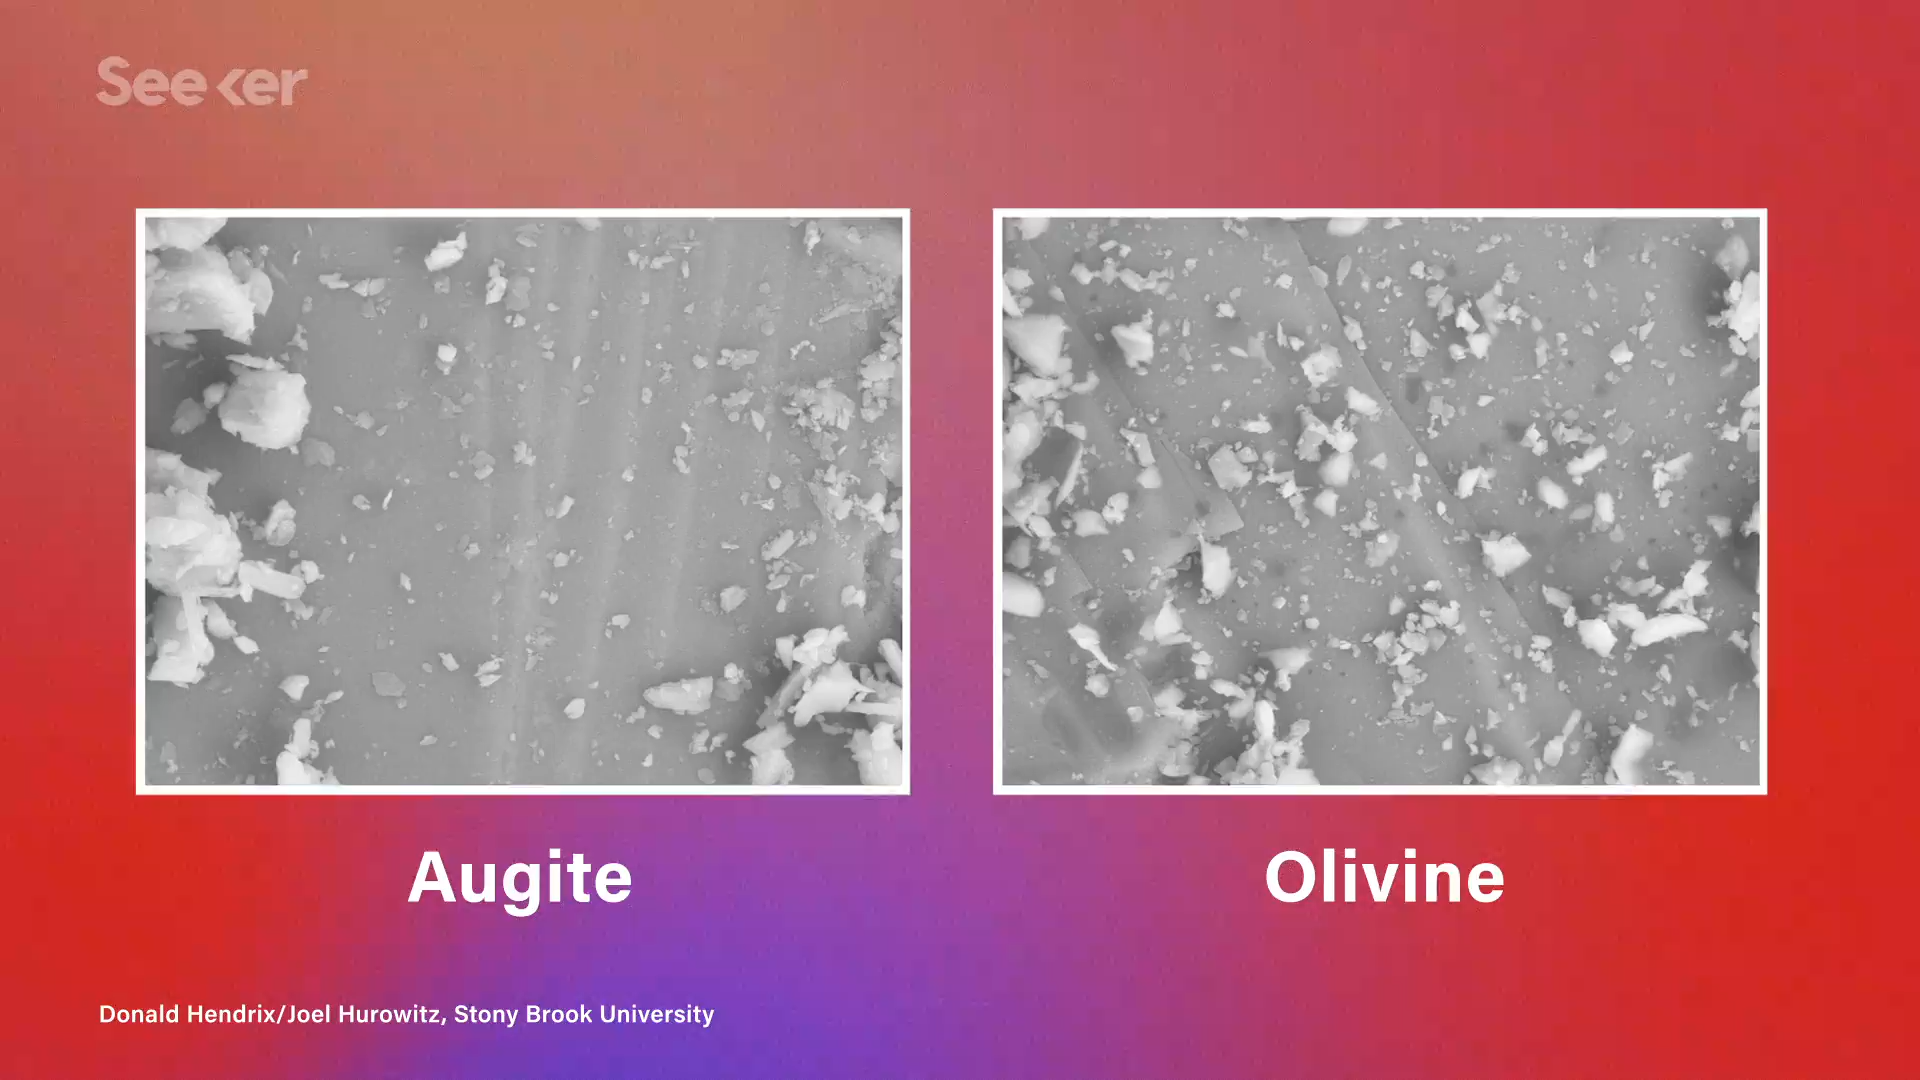 Seeker
Augite
Olivine
Donald Hendrix/Joel Hurowitz, Stony Brook University